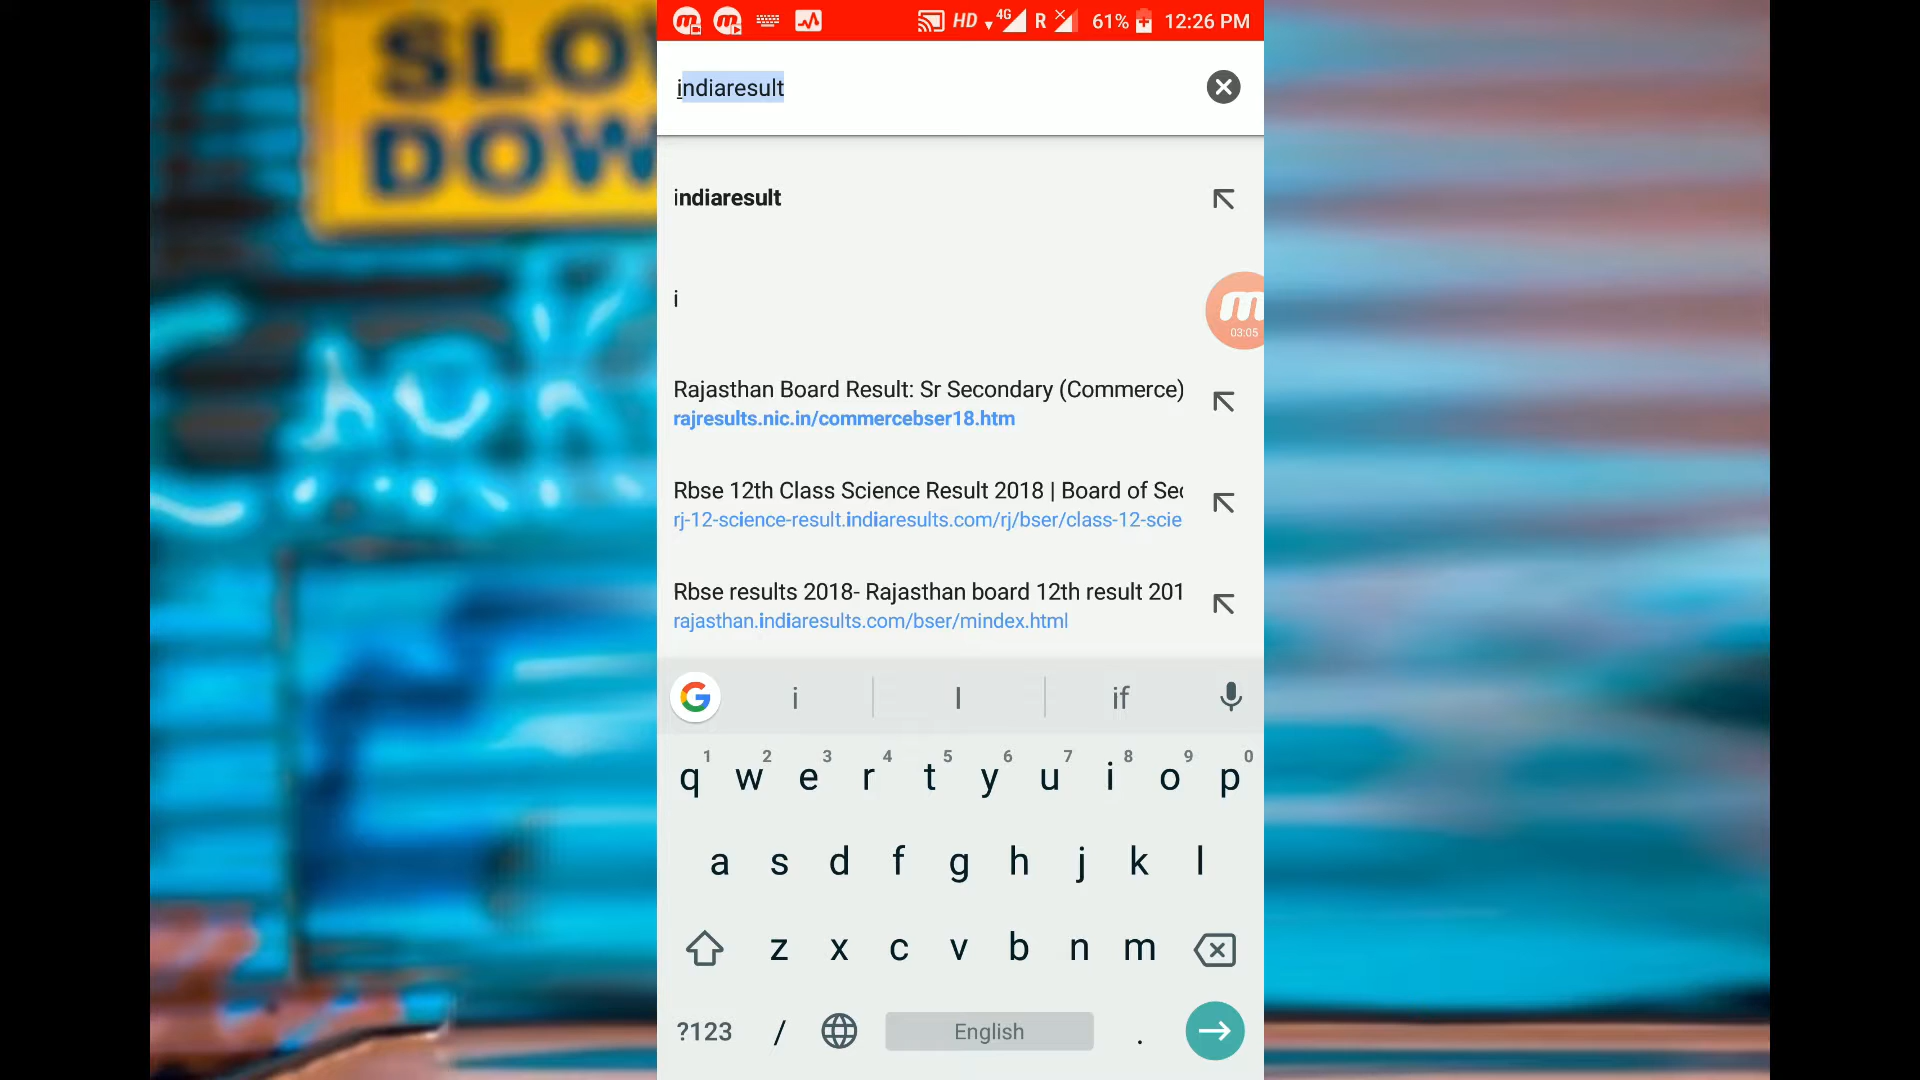 SLOW
DOWN
HD 4G R 61% 12:26 PM
indiaresult
indiaresult
i
03:05
Rajasthan Board Result: Sr Secondary (Commerce)
rajresults.nic.in/commercebser18.htm
Rbse 12th Class Science Result 2018 | Board of Sec
rj-12-science-result.indiaresults.com/rj/bser/class-12-scie
Rbse results 2018- Rajasthan board 12th result 201
rajasthan.indiaresults.com/bser/mindex.html
i I if
1 2 3 4 5 6 7 8 9 0
q w e r t y u i o p
a s d f g h j k l
z x c v b n m
?123 / English .